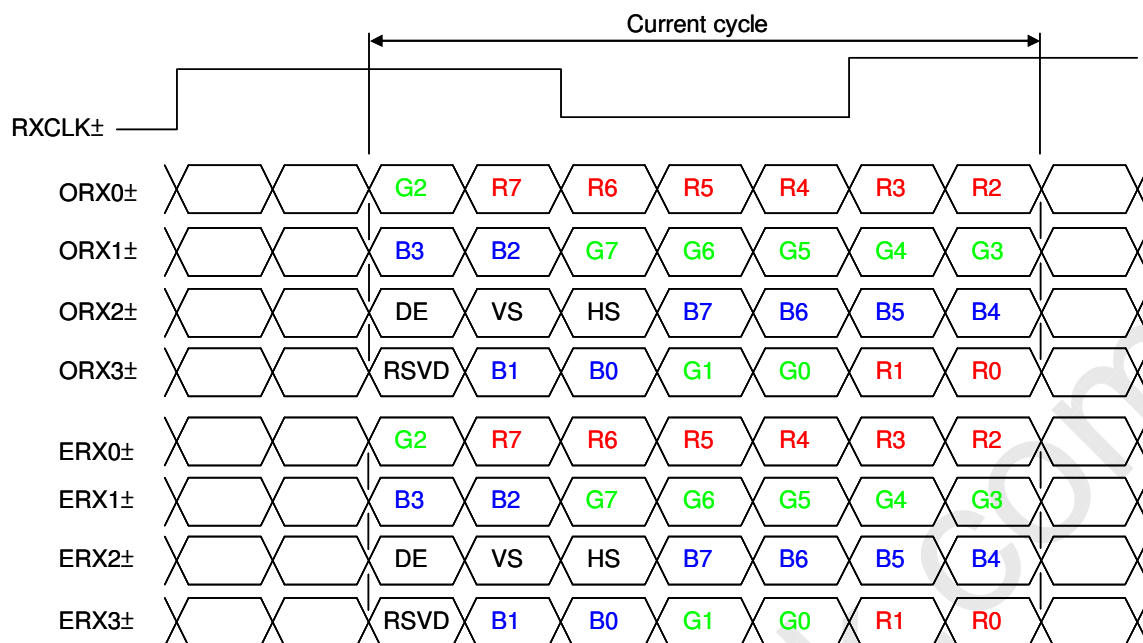 Current cycle
RXCLK±
ORX0± G2 R7 R6 R5 R4 R3 R2
ORX1± B3 B2 G7 G6 G5 G4 G3
ORX2± DE VS HS B7 B6 B5 B4
ORX3± RSVD B1 B0 G1 G0 R1 R0
ERX0± G2 R7 R6 R5 R4 R3 R2
ERX1± B3 B2 G7 G6 G5 G4 G3
ERX2± DE VS HS B7 B6 B5 B4
ERX3± RSVD B1 B0 G1 G0 R1 R0
com